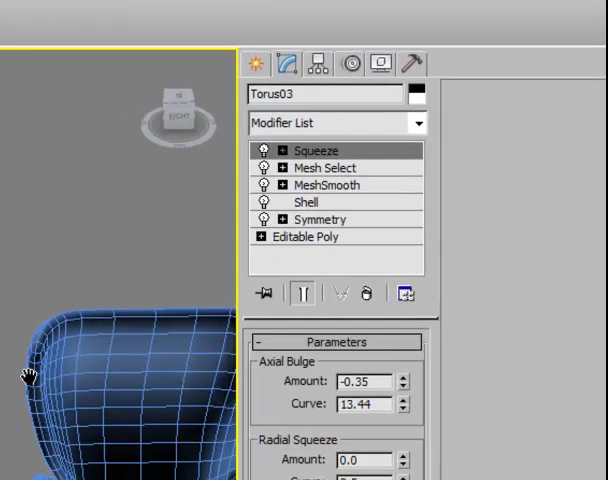 RIGHT
Torus03
Modifier List
Squeeze
Mesh Select
MeshSmooth
Shell
Symmetry
Editable Poly
- Parameters
Axial Bulge
Amount: -0.35
Curve: 13.44
Radial Squeeze
Amount: 0.0